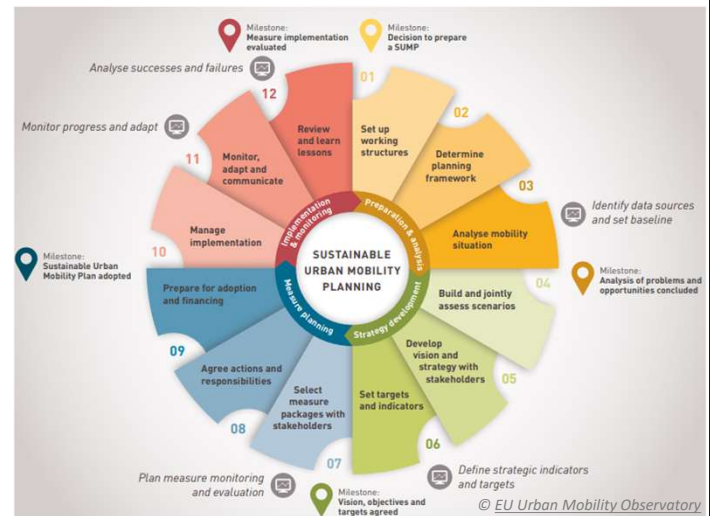 Milestone:
Measure implementation
evaluated
Milestone:
Decision to prepare
a SUMP
Analyse successes and failures
Monitor progress and adapt
12
Review
and learn
lessons
01
Set up
working
structures
02
Determine
planning
framework
03
Analyse mobility
situation
Identify data sources
and set baseline
Milestone:
Analysis of problems and
opportunities concluded
04
Build and jointly
assess scenarios
05
Develop
vision and
strategy with
stakeholders
06
Set targets
and indicators
Define strategic indicators
and targets
Milestone:
Vision, objectives and
targets agreed
07
Select
measure
packages with
stakeholders
Plan measure monitoring
and evaluation
08
Agree actions and
responsibilities
09
Prepare for adoption
and financing
Milestone:
Sustainable Urban
Mobility Plan adopted
10
Manage
implementation
11
Monitor,
adapt and
communicate
Preparation & analysis
Strategy development
Measure planning
Implementation
& monitoring
SUSTAINABLE
URBAN MOBILITY
PLANNING
© EU Urban Mobility Observatory